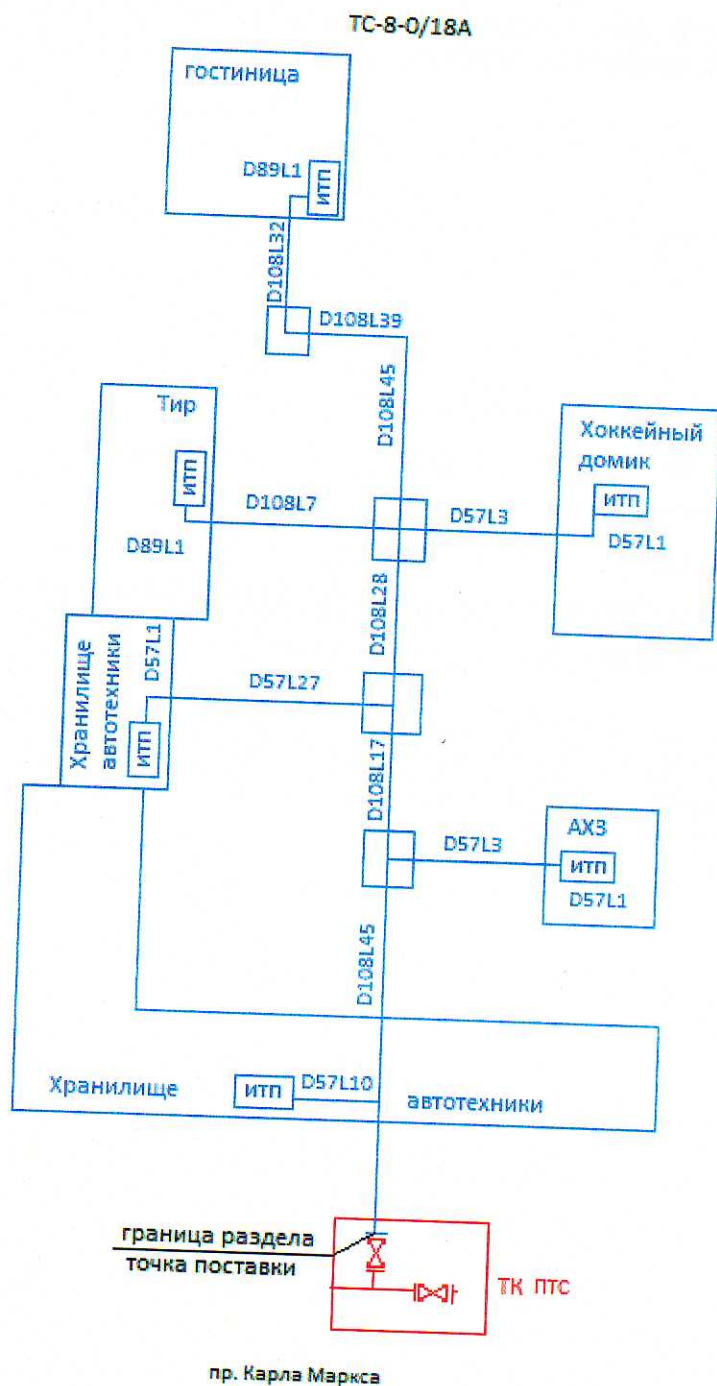 ТС-8-0/18А
гостиница
D89L1
ИТП
D108L32
D108L39
D108L45
Тир
ИТП
D108L7
D89L1
D57L3
Хоккейный
домик
ИТП
D57L1
D108L28
Хранилище
автотехники
D57L1
ИТП
D57L27
D108L17
АХЗ
D57L3
ИТП
D57L1
D108L45
Хранилище
ИТП
D57L10
автотехники
граница раздела
точка поставки
ТК ПТС
пр. Карла Маркса